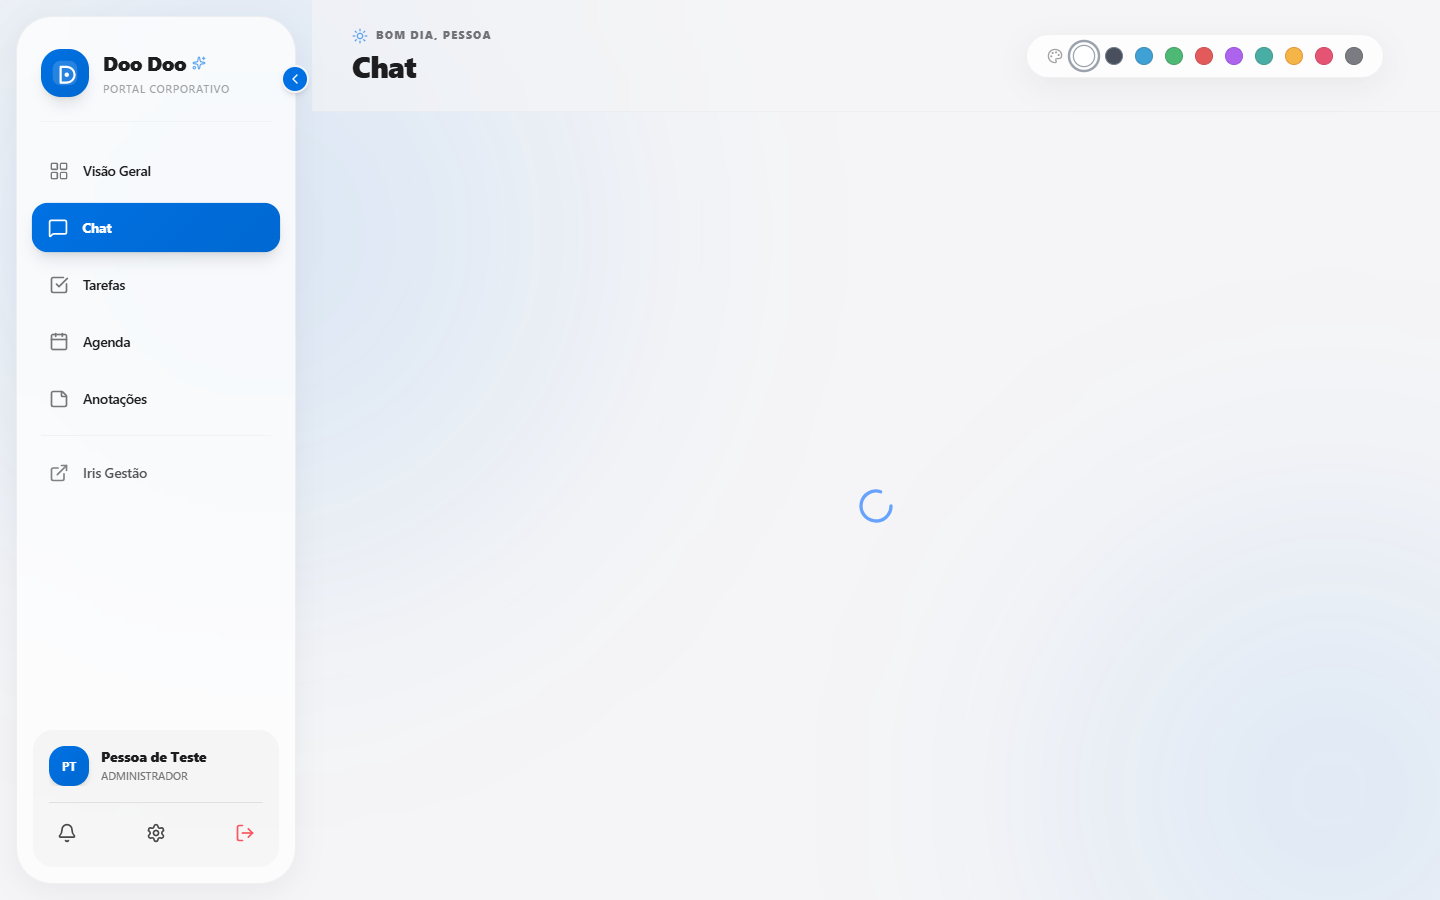 Doo Doo
PORTAL CORPORATIVO
BOM DIA, PESSOA
Chat
Visão Geral
Chat
Tarefas
Agenda
Anotações
Iris Gestão
PT
Pessoa de Teste
ADMINISTRADOR